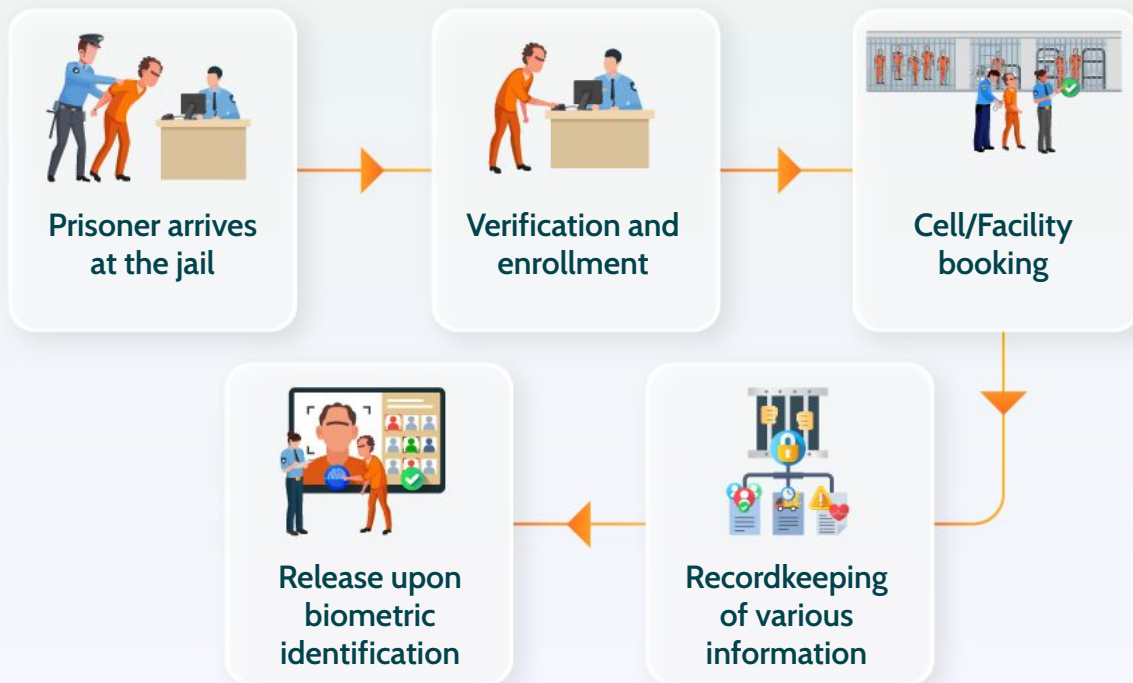 Prisoner arrives
at the jail
Verification and
enrollment
Cell/Facility
booking
Recordkeeping
of various
information
Release upon
biometric
identification